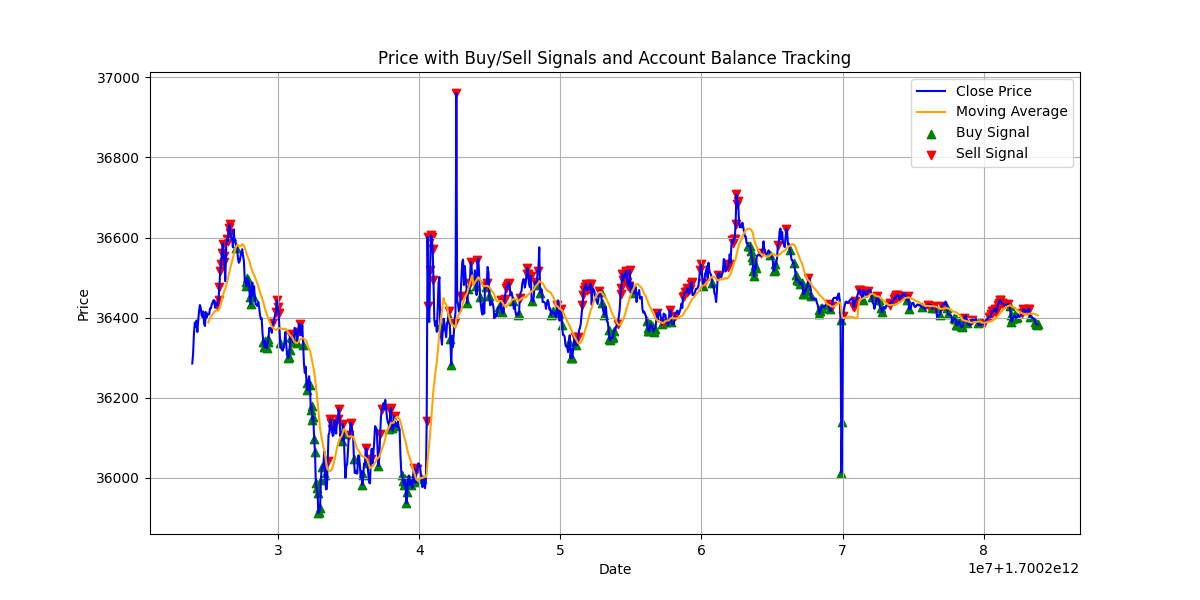 Price with Buy/Sell Signals and Account Balance Tracking
37000
36800
36600
36400
36200
36000
Price
Close Price
Moving Average
Buy Signal
Sell Signal
3 4 5 6 7 8
Date
1e7+1.7002e12